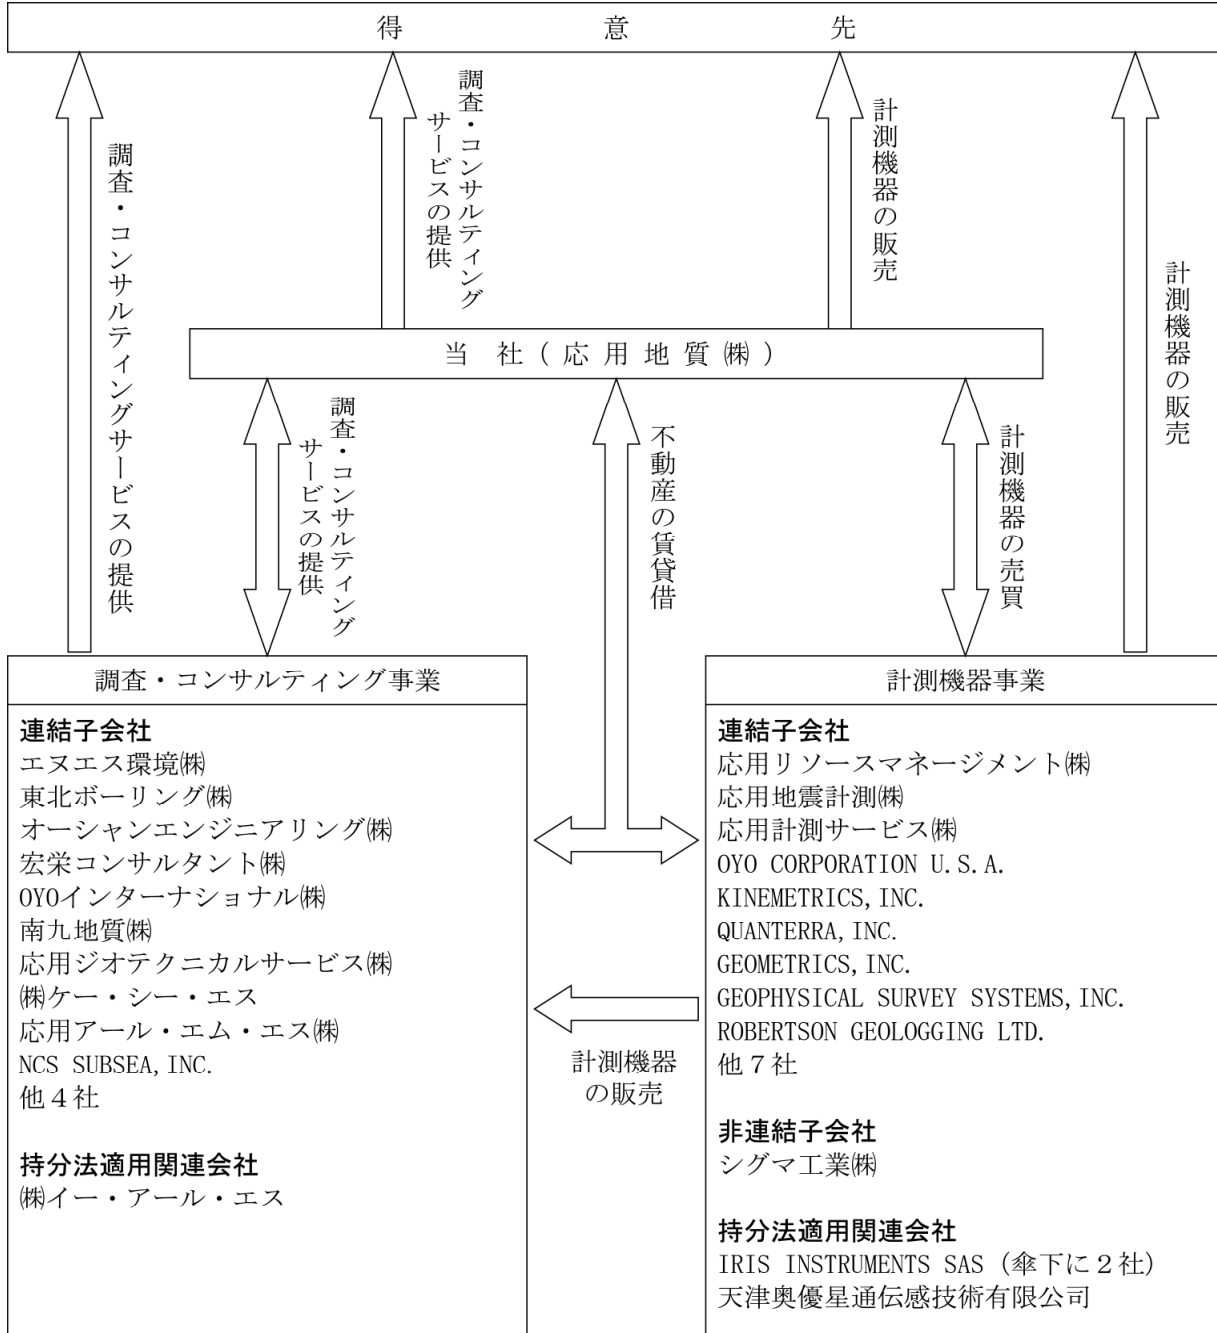 得意先
調査・コンサルティングサービスの提供
調査・コンサルティング
サービスの提供
計測機器の販売
計測機器の販売
当社(応用地質㈱)
調査・コンサルティング
サービスの提供
不動産の賃貸借
計測機器の売買
調査・コンサルティング事業
連結子会社
エヌエス環境㈱
東北ボーリング㈱
オーシャンエンジニアリング㈱
宏栄コンサルタント㈱
OYOインターナショナル㈱
南九地質㈱
応用ジオテクニカルサービス㈱
㈱ケー・シー・エス
応用アール・エム・エス㈱
NCS SUBSEA, INC.
他４社
持分法適用関連会社
㈱イー・アール・エス
計測機器
の販売
計測機器事業
連結子会社
応用リソースマネージメント㈱
応用地震計測㈱
応用計測サービス㈱
OYO CORPORATION U.S.A.
KINEMETRICS, INC.
QUANTERRA, INC.
GEOMETRICS, INC.
GEOPHYSICAL SURVEY SYSTEMS, INC.
ROBERTSON GEOLOGGING LTD.
他７社
非連結子会社
シグマ工業㈱
持分法適用関連会社
IRIS INSTRUMENTS SAS（傘下に２社）
天津奥優星通伝感技術有限公司